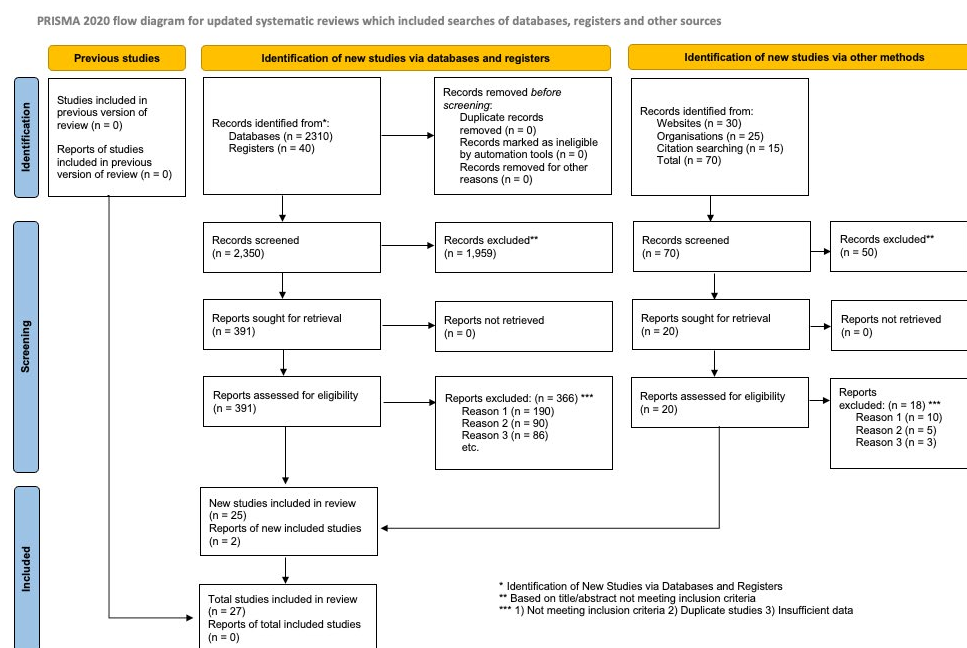 PRISMA 2020 flow diagram for updated systematic reviews which included searches of databases, registers and other sources
Previous studies
Identification of new studies via databases and registers
Identification of new studies via other methods
Identification
Studies included in
previous version of
review (n = 0)
Reports of studies
included in previous
version of review (n = 0)
Records identified from*:
Databases (n = 2310)
Registers (n = 40)
Records removed before
screening:
Duplicate records
removed (n = 0)
Records marked as ineligible
by automation tools (n = 0)
Records removed for other
reasons (n = 0)
Records identified from:
Websites (n = 30)
Organisations (n = 25)
Citation searching (n = 15)
Total (n = 70)
Screening
Records screened
(n = 2,350)
Records excluded**
(n = 1,959)
Records screened
(n = 70)
Records excluded**
(n = 50)
Reports sought for retrieval
(n = 391)
Reports not retrieved
(n = 0)
Reports sought for retrieval
(n = 20)
Reports not retrieved
(n = 0)
Reports assessed for eligibility
(n = 391)
Reports excluded: (n = 366) ***
Reason 1 (n = 190)
Reason 2 (n = 90)
Reason 3 (n = 86)
etc.
Reports assessed for eligibility
(n = 20)
Reports
excluded: (n = 18) ***
Reason 1 (n = 10)
Reason 2 (n = 5)
Reason 3 (n = 3)
Included
New studies included in review
(n = 25)
Reports of new included studies
(n = 2)
Total studies included in review
(n = 27)
Reports of total included studies
(n = 0)
* Identification of New Studies via Databases and Registers
** Based on title/abstract not meeting inclusion criteria
*** 1) Not meeting inclusion criteria 2) Duplicate studies 3) Insufficient data